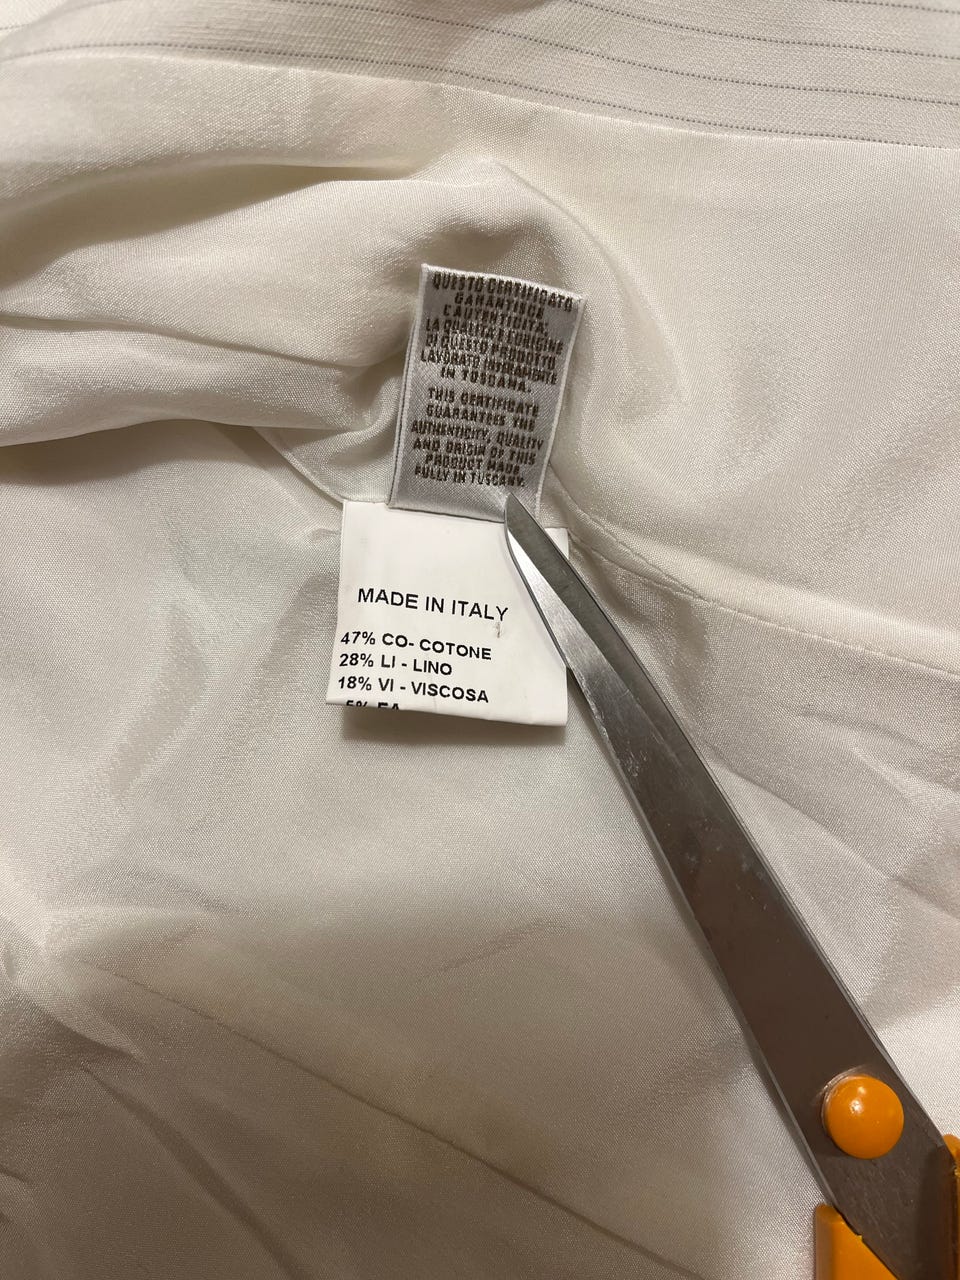 QUESTO CERTIFICATO
GARANTISCE
L'AUTENTICITÀ,
LA QUALITÀ E L'ORIGINE
DI QUESTO PRODOTTO
LAVORATO INTERAMENTE
IN TOSCANA.
THIS CERTIFICATE
GUARANTEES THE
AUTHENTICITY, QUALITY
AND ORIGIN OF THIS
PRODUCT MADE
FULLY IN TUSCANY.
MADE IN ITALY
47% CO- COTONE
28% LI - LINO
18% VI - VISCOSA
5% EA